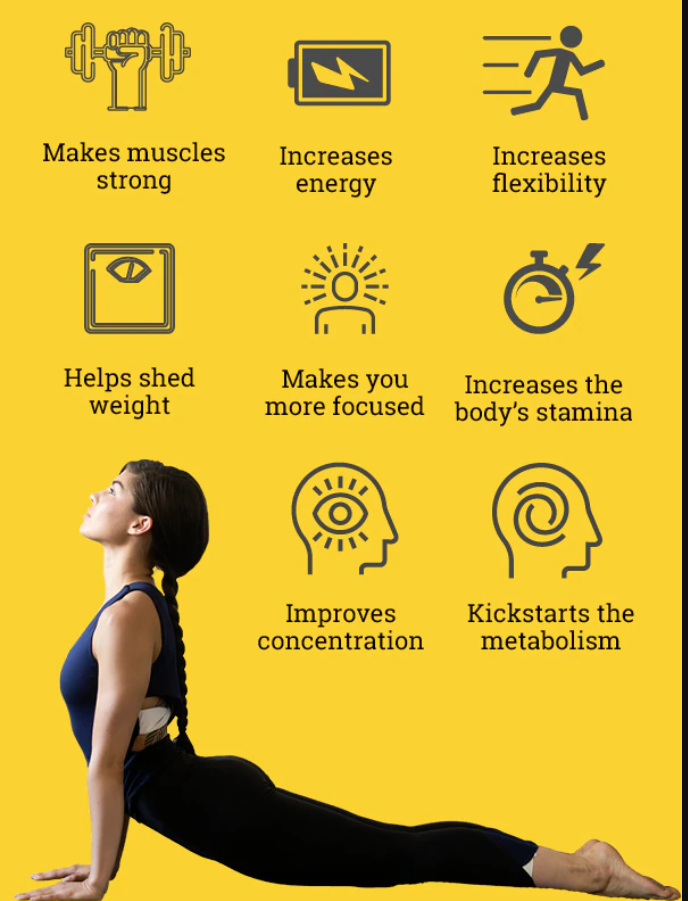 Makes muscles
strong
Increases
energy
Increases
flexibility
Helps shed
weight
Makes you
more focused
Increases the
body’s stamina
Improves
concentration
Kickstarts the
metabolism